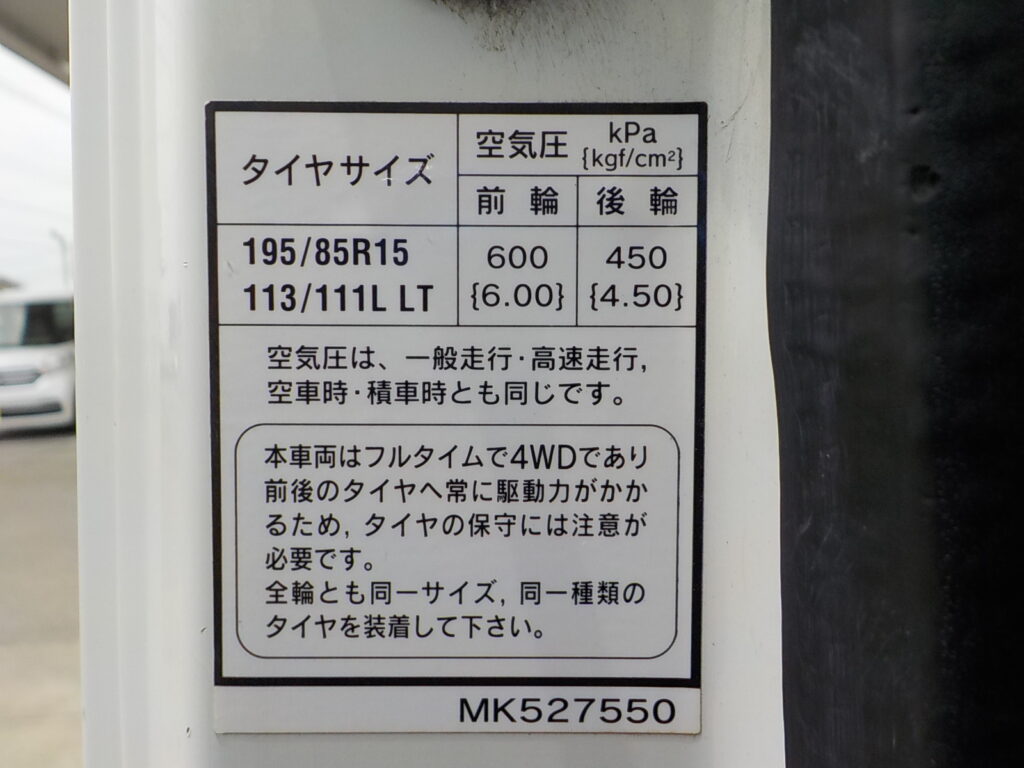 タイヤサイズ
空気圧 kPa {kgf/cm²}
前輪 後輪
195/85R15 600 450
113/111L LT {6.00} {4.50}
空気圧は、一般走行・高速走行,
空車時・積車時とも同じです。
本車両はフルタイムで4WDであり
前後のタイヤへ常に駆動力がかか
るため, タイヤの保守には注意が
必要です。
全輪とも同一サイズ, 同一種類の
タイヤを装着して下さい。
MK527550